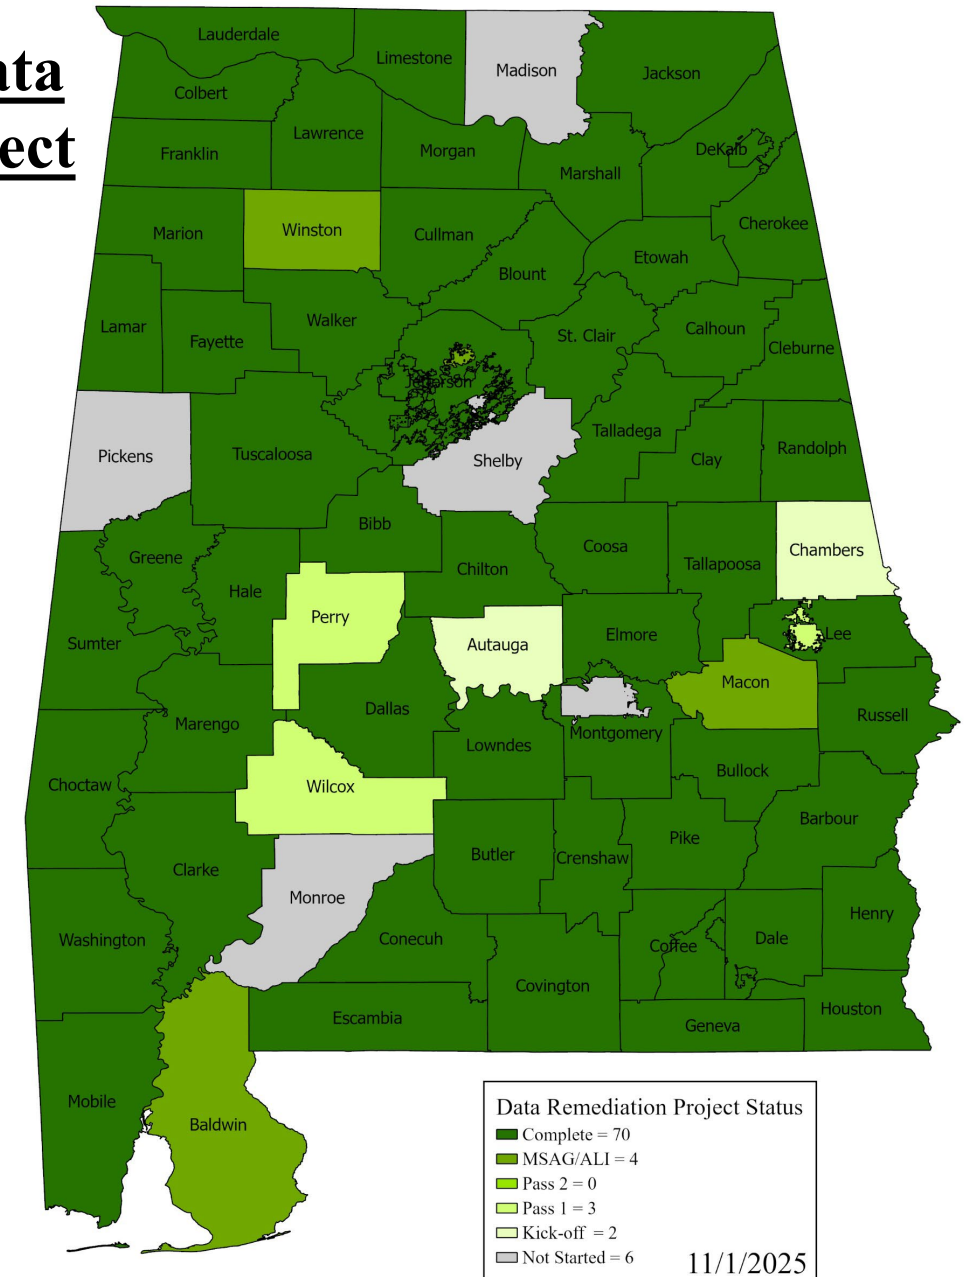 ata
ect
Lauderdale
Limestone
Madison
Jackson
Colbert
Lawrence
Franklin
Morgan
DeKalb
Marshall
Marion
Winston
Cullman
Cherokee
Etowah
Blount
Lamar
Fayette
Walker
St. Clair
Calhoun
Cleburne
Jefferson
Pickens
Tuscaloosa
Shelby
Talladega
Clay
Randolph
Bibb
Greene
Coosa
Chambers
Chilton
Tallapoosa
Hale
Perry
Sumter
Autauga
Elmore
Lee
Macon
Marengo
Dallas
Russell
Lowndes
Montgomery
Choctaw
Wilcox
Bullock
Barbour
Clarke
Butler
Crenshaw
Pike
Monroe
Henry
Washington
Conecuh
Coffee
Dale
Covington
Escambia
Geneva
Houston
Mobile
Baldwin
Data Remediation Project Status
Complete = 70
MSAG/ALI = 4
Pass 2 = 0
Pass 1 = 3
Kick-off = 2
Not Started = 6
11/1/2025